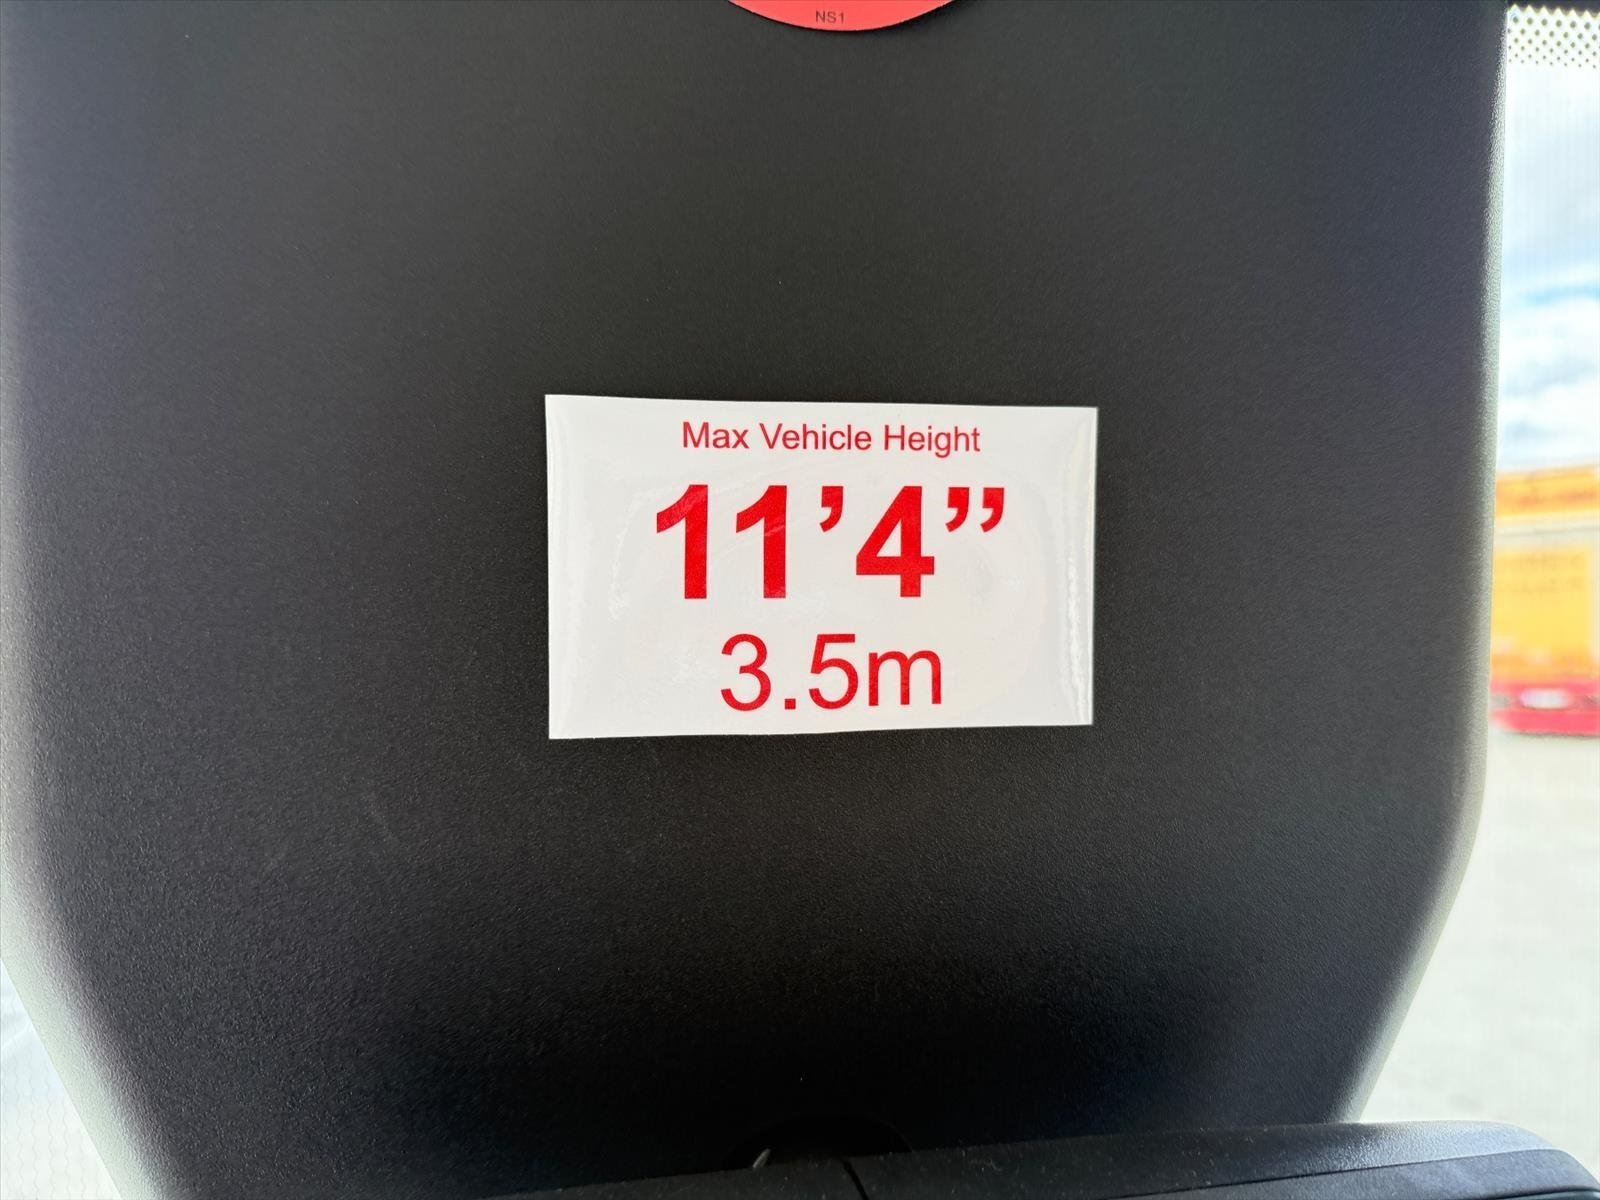 NS1
Max Vehicle Height
11’4”
3.5m